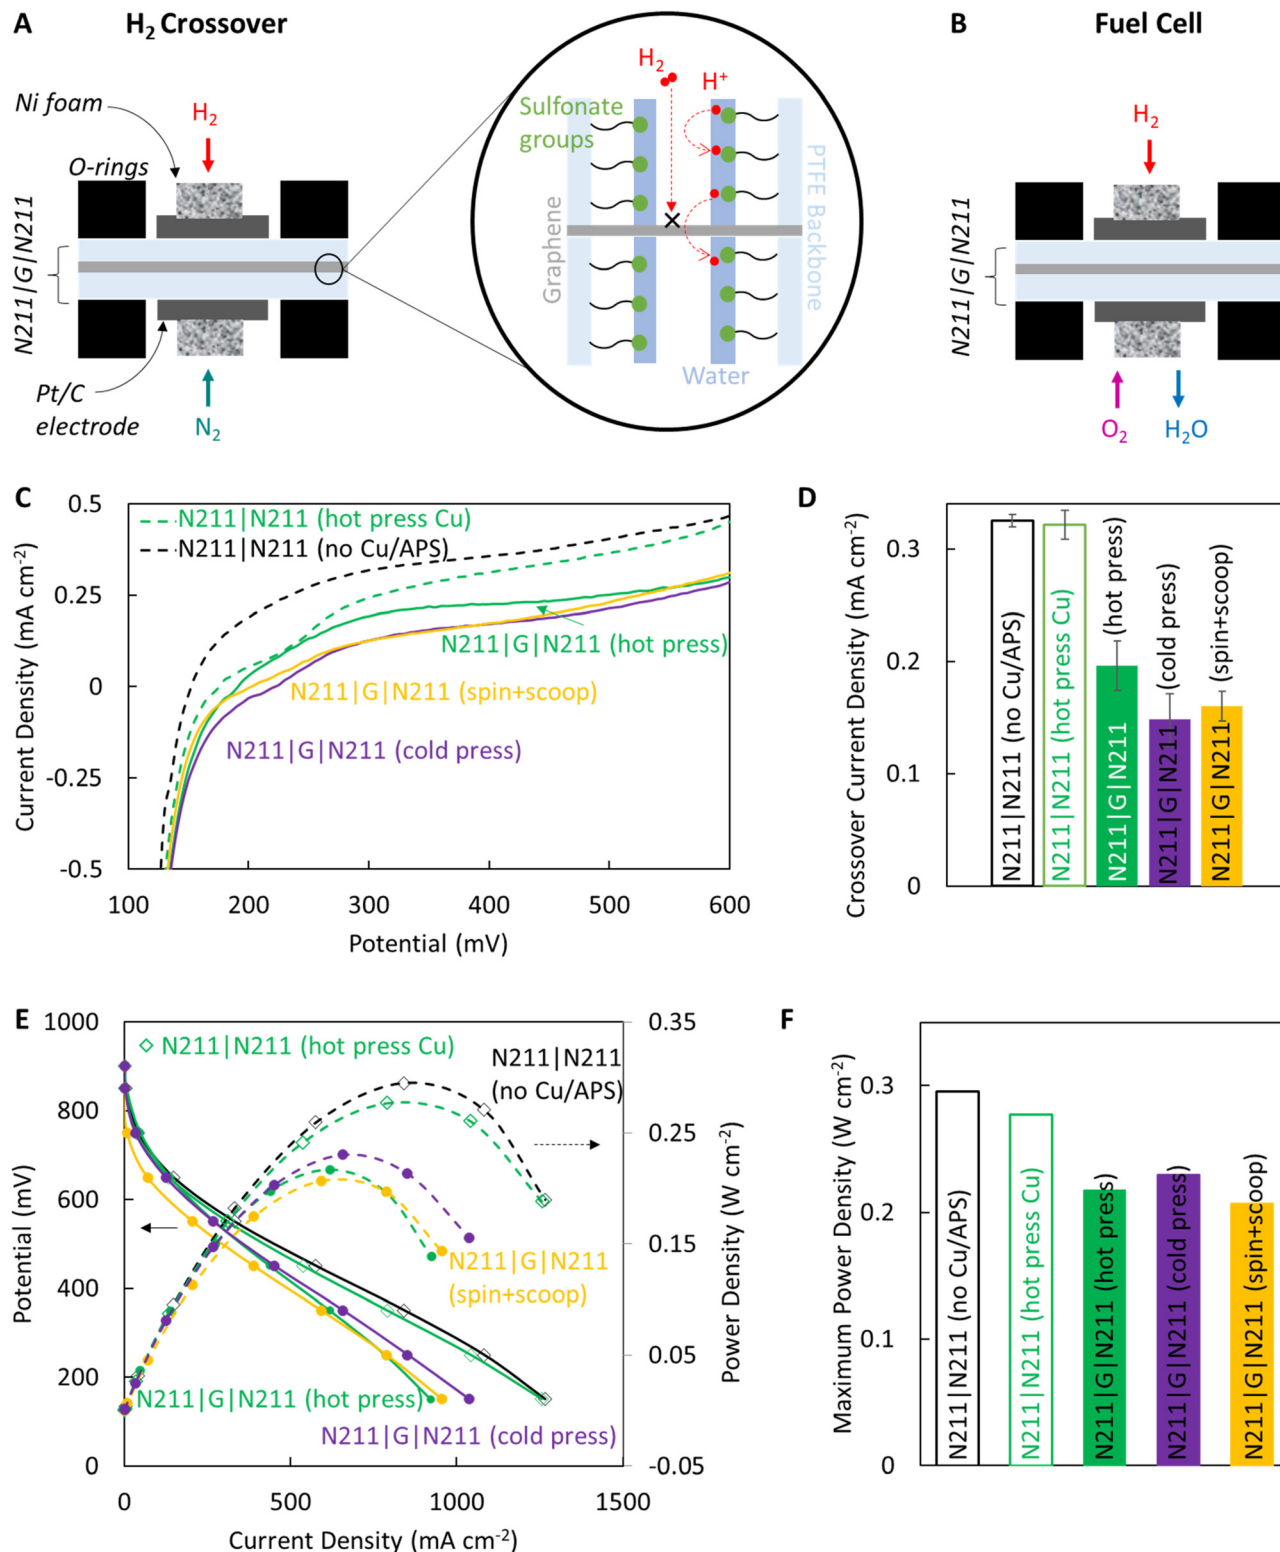 A
H₂ Crossover
Ni foam
H₂
O-rings
N211|G|N211
Pt/C
electrode
N₂
H₂
H⁺
Sulfonate
groups
Graphene
PTFE Backbone
Water
B
Fuel Cell
H₂
N211|G|N211
O₂
H₂O
C
Current Density (mA cm⁻²)
0.5
0.25
0
-0.25
-0.5
N211|N211 (hot press Cu)
N211|N211 (no Cu/APS)
N211|G|N211 (hot press)
N211|G|N211 (spin+scoop)
N211|G|N211 (cold press)
100 200 300 400 500 600
Potential (mV)
D
Crossover Current Density (mA cm⁻²)
0.3
0.2
0.1
0
N211|N211 (no Cu/APS)
N211|N211 (hot press Cu)
N211|G|N211 (hot press)
N211|G|N211 (cold press)
N211|G|N211 (spin+scoop)
E
Potential (mV)
1000
800
600
400
200
0
N211|N211 (hot press Cu)
N211|N211
(no Cu/APS)
N211|G|N211
(spin+scoop)
N211|G|N211 (hot press)
N211|G|N211 (cold press)
0.35
0.25
0.15
0.05
-0.05
Power Density (W cm⁻²)
0 500 1000 1500
Current Density (mA cm⁻²)
F
Maximum Power Density (W cm⁻²)
0.3
0.2
0.1
0
N211|N211 (no Cu/APS)
N211|N211 (hot press Cu)
N211|G|N211 (hot press)
N211|G|N211 (cold press)
N211|G|N211 (spin+scoop)